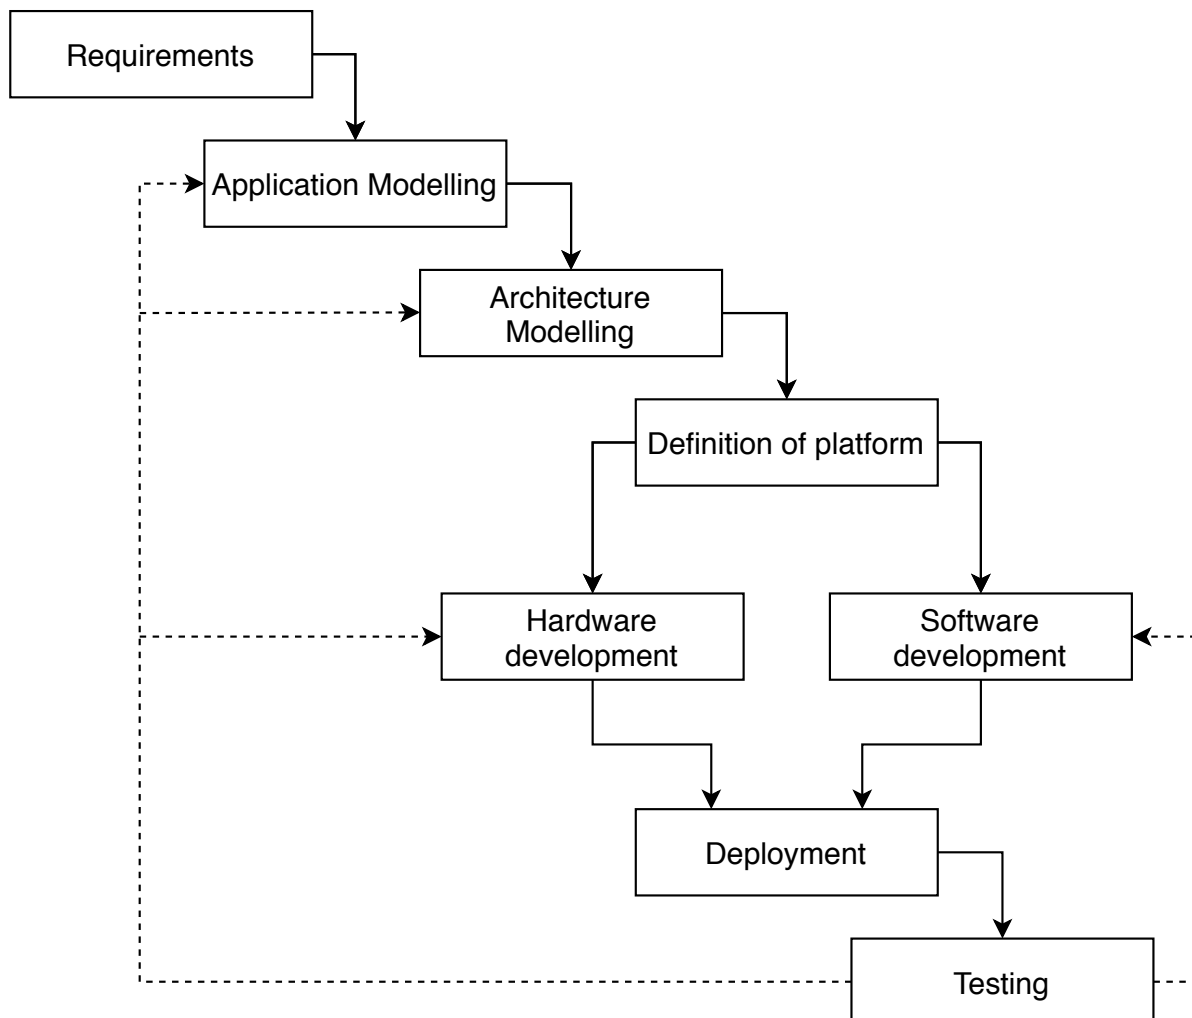 Requirements
Application Modelling
Architecture
Modelling
Definition of platform
Hardware
development
Software
development
Deployment
Testing